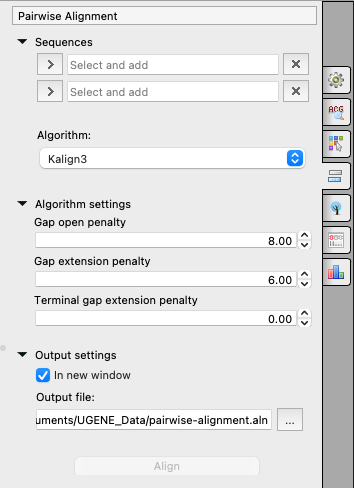 Pairwise Alignment
Sequences
Select and add
Select and add
Algorithm:
Kalign3
Algorithm settings
Gap open penalty
8.00
Gap extension penalty
6.00
Terminal gap extension penalty
0.00
Output settings
In new window
Output file:
uments/UGENE_Data/pairwise-alignment.aln
...
Align
ACG